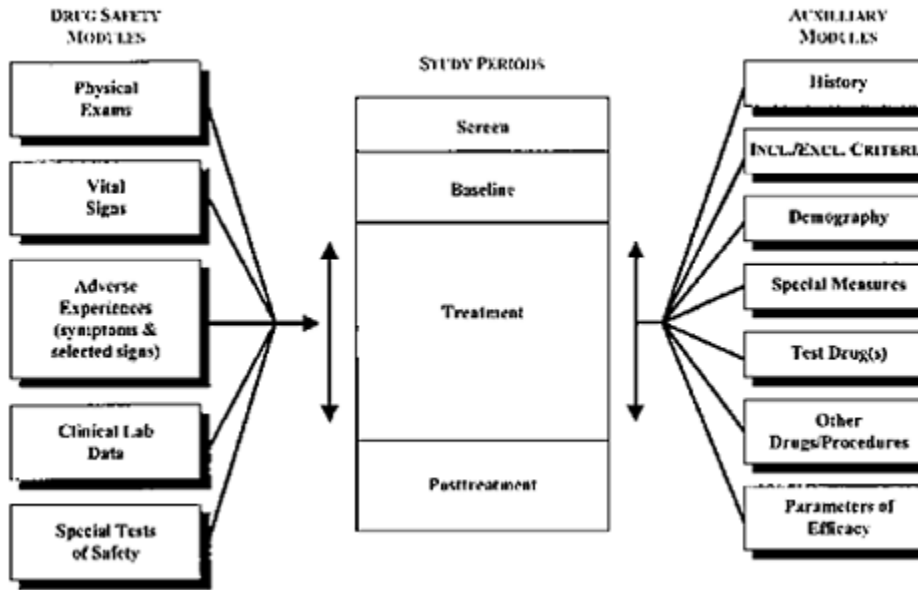 DRUG SAFETY
MODULES
Physical
Exams
Vital
Signs
Adverse
Experiences
(symptoms &
selected signs)
Clinical Lab
Data
Special Tests
of Safety
STUDY PERIODS
Screen
Baseline
Treatment
Posttreatment
AUXILLIARY
MODULES
History
INCL./EXCL. CRITERIA
Demography
Special Measures
Test Drug(s)
Other
Drugs/Procedures
Parameters of
Efficacy